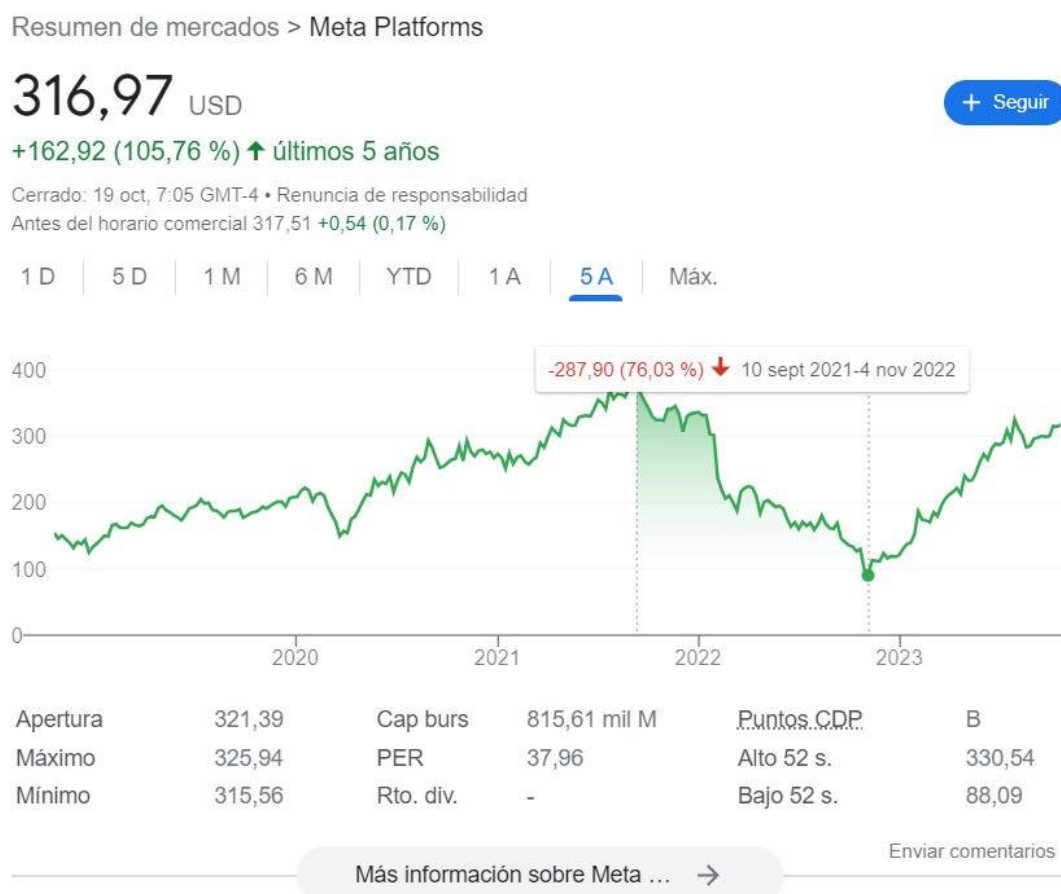 Resumen de mercados > Meta Platforms
316,97 USD
+ Seguir
+162,92 (105,76 %) ↑ últimos 5 años
Cerrado: 19 oct, 7:05 GMT-4 • Renuncia de responsabilidad
Antes del horario comercial 317,51 +0,54 (0,17 %)
1 D 5 D 1 M 6 M YTD 1 A 5 A Máx.
-287,90 (76,03 %) ↓ 10 sept 2021-4 nov 2022
400
300
200
100
0
2020 2021 2022 2023
Apertura 321,39 Cap burs 815,61 mil M Puntos CDP B
Máximo 325,94 PER 37,96 Alto 52 s. 330,54
Mínimo 315,56 Rto. div. - Bajo 52 s. 88,09
Enviar comentarios
Más información sobre Meta ... →